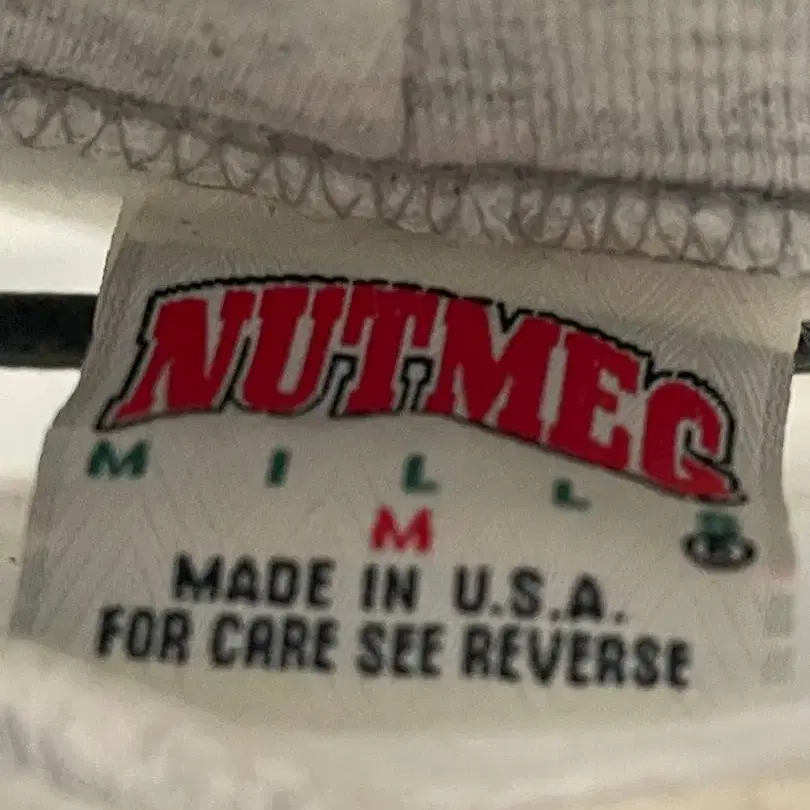 NUTMEG
MILLS
M
MADE IN U.S.A.
FOR CARE SEE REVERSE